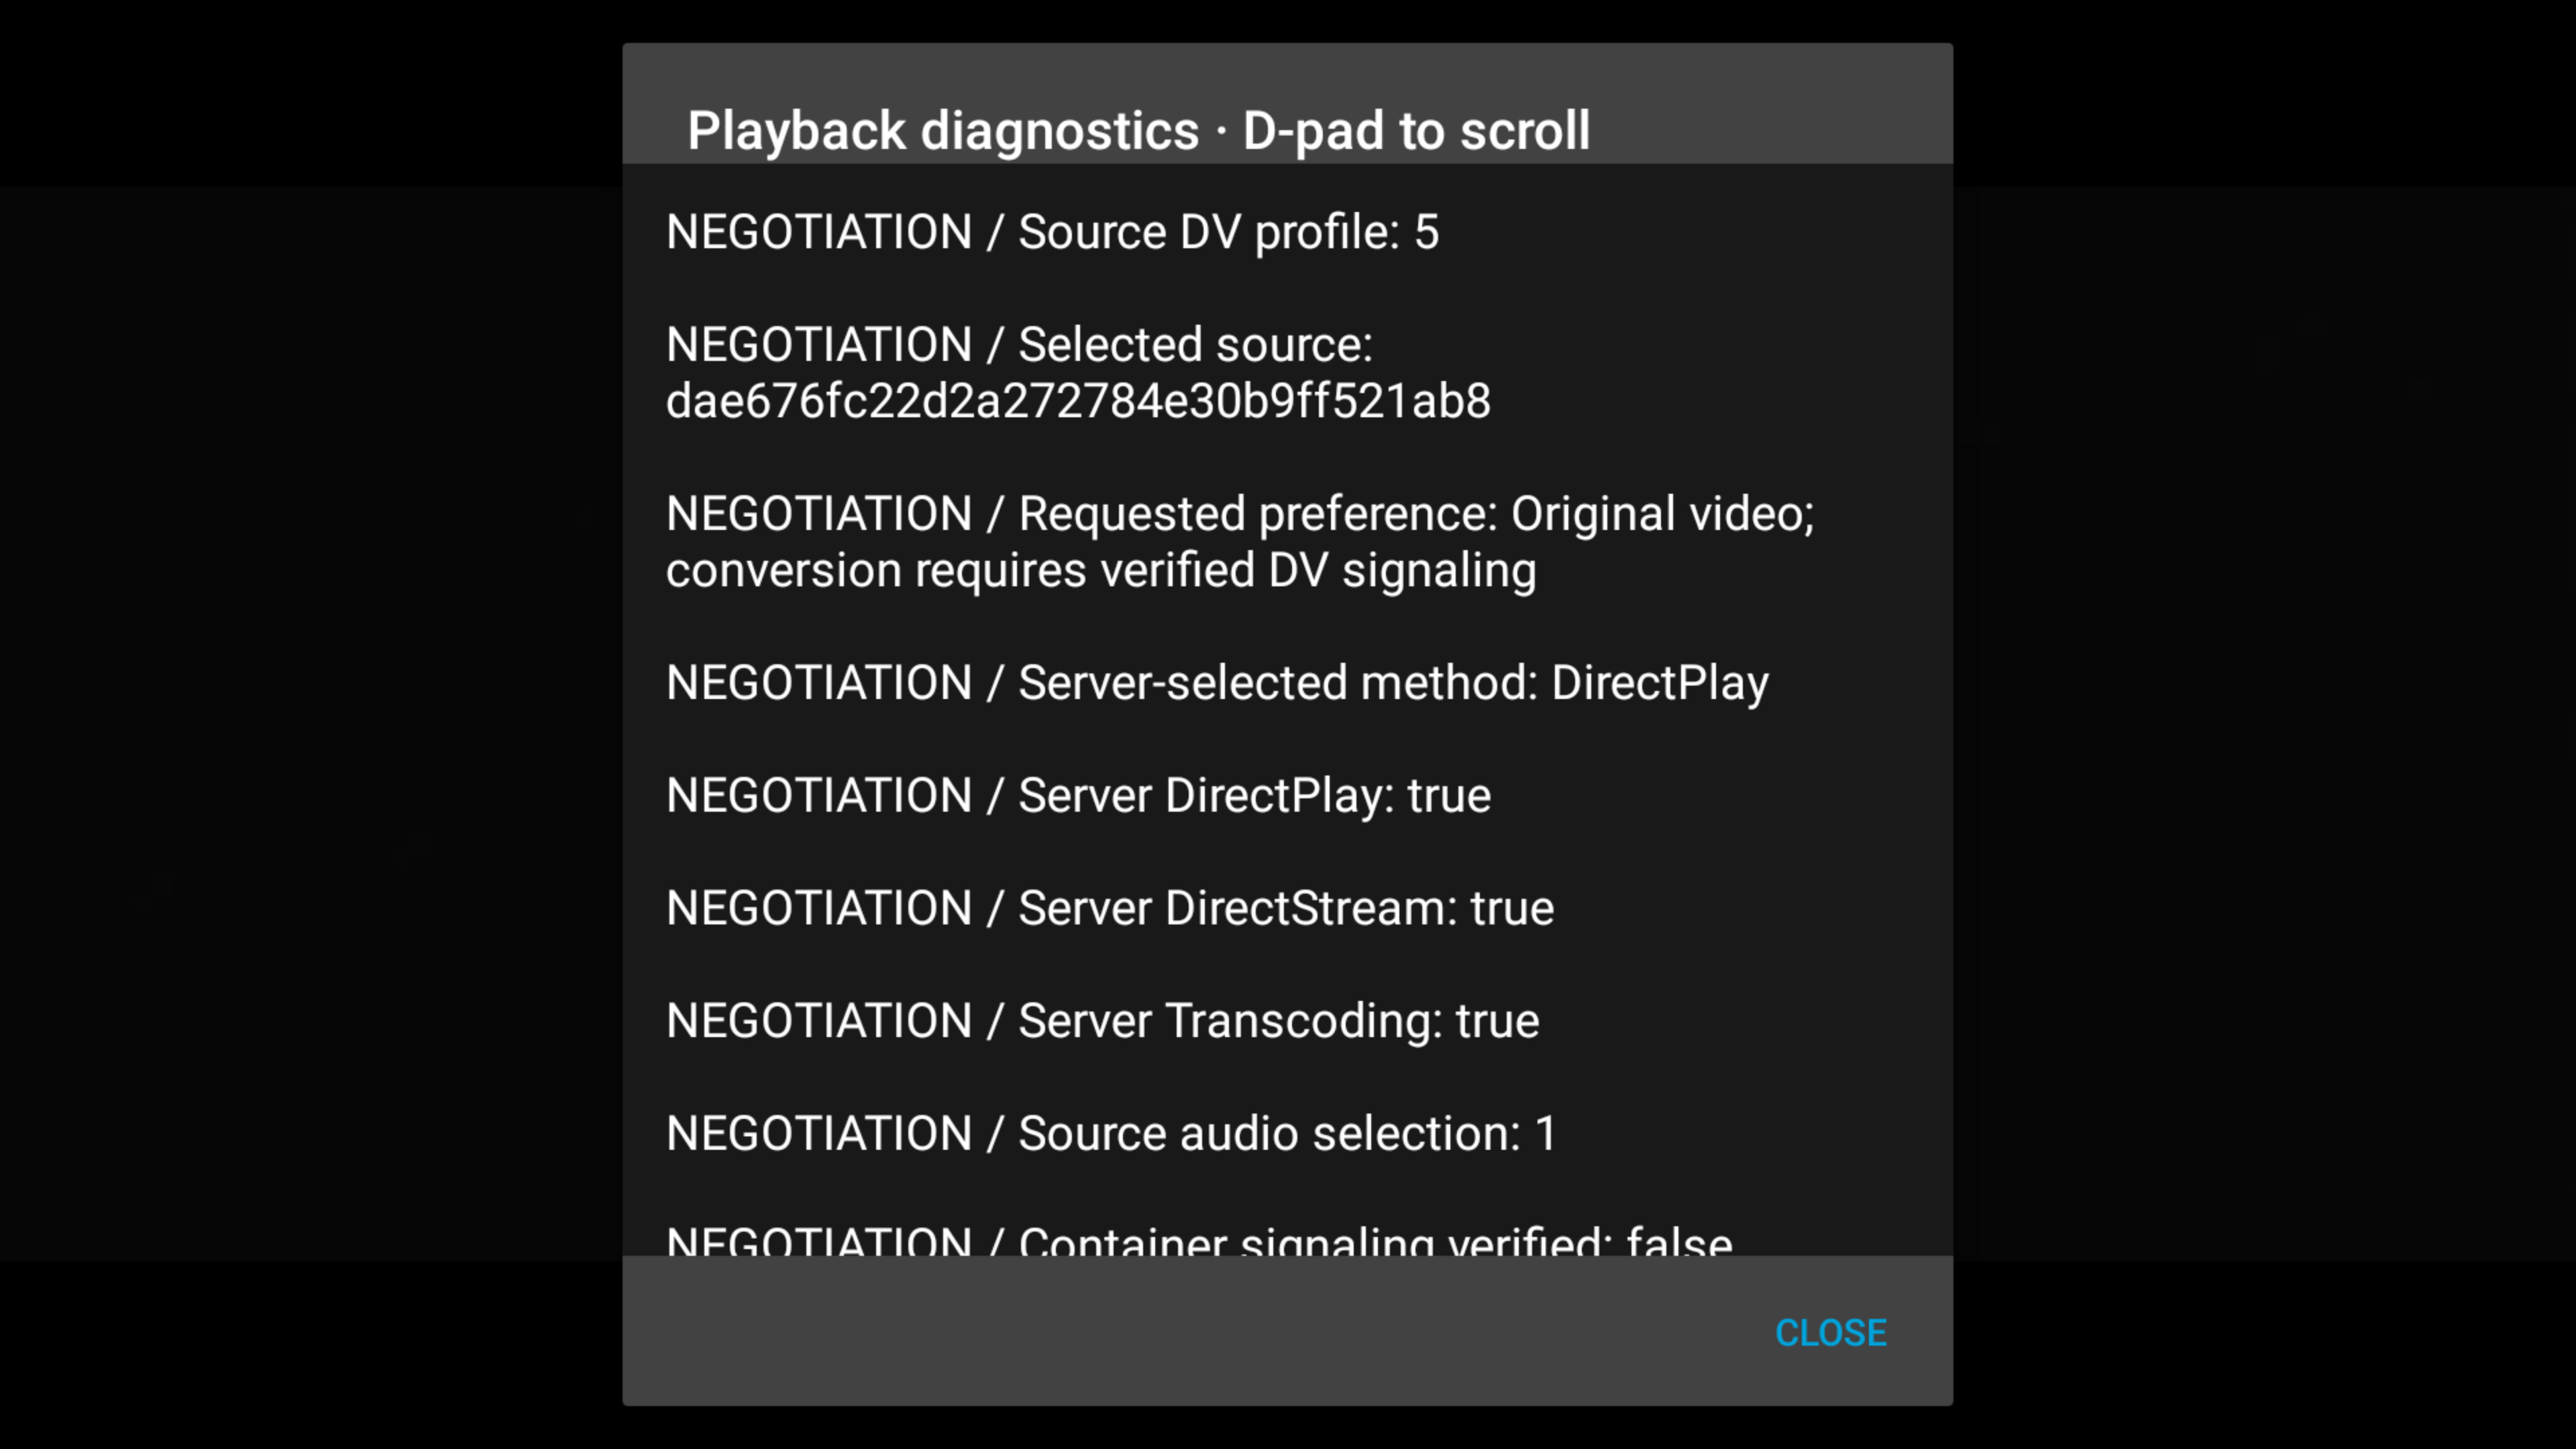 Playback diagnostics · D-pad to scroll
NEGOTIATION / Source DV profile: 5
NEGOTIATION / Selected source:
dae676fc22d2a272784e30b9ff521ab8
NEGOTIATION / Requested preference: Original video;
conversion requires verified DV signaling
NEGOTIATION / Server-selected method: DirectPlay
NEGOTIATION / Server DirectPlay: true
NEGOTIATION / Server DirectStream: true
NEGOTIATION / Server Transcoding: true
NEGOTIATION / Source audio selection: 1
NEGOTIATION / Container signaling verified: false
CLOSE